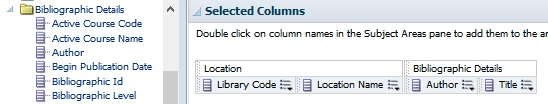 Bibliographic Details
Active Course Code
Active Course Name
Author
Begin Publication Date
Bibliographic Id
Bibliographic Level
Selected Columns
Double click on column names in the Subject Areas pane to add them to the
Location
Bibliographic Details
Library Code
Location Name
Author
Title